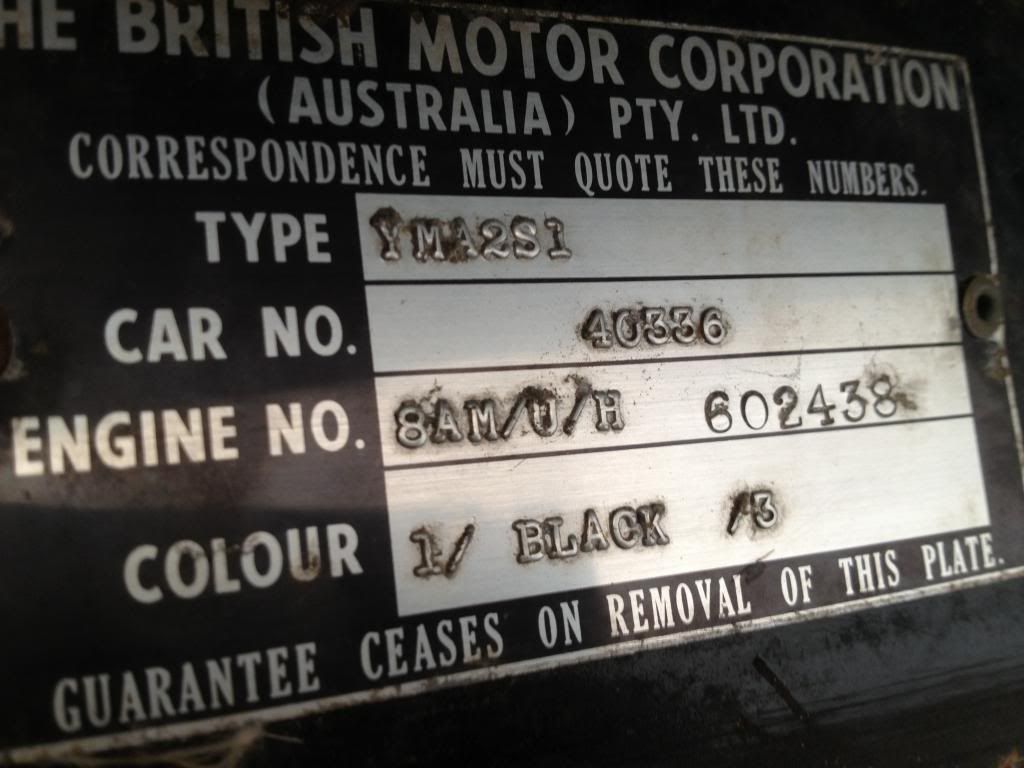 HE BRITISH MOTOR CORPORATION
(AUSTRALIA) PTY. LTD.
CORRESPONDENCE MUST QUOTE THESE NUMBERS.
TYPE YMA2S1
CAR NO. 40336
ENGINE NO. 8AM/U/H 602438
COLOUR 1/ BLACK /3
GUARANTEE CEASES ON REMOVAL OF THIS PLATE.